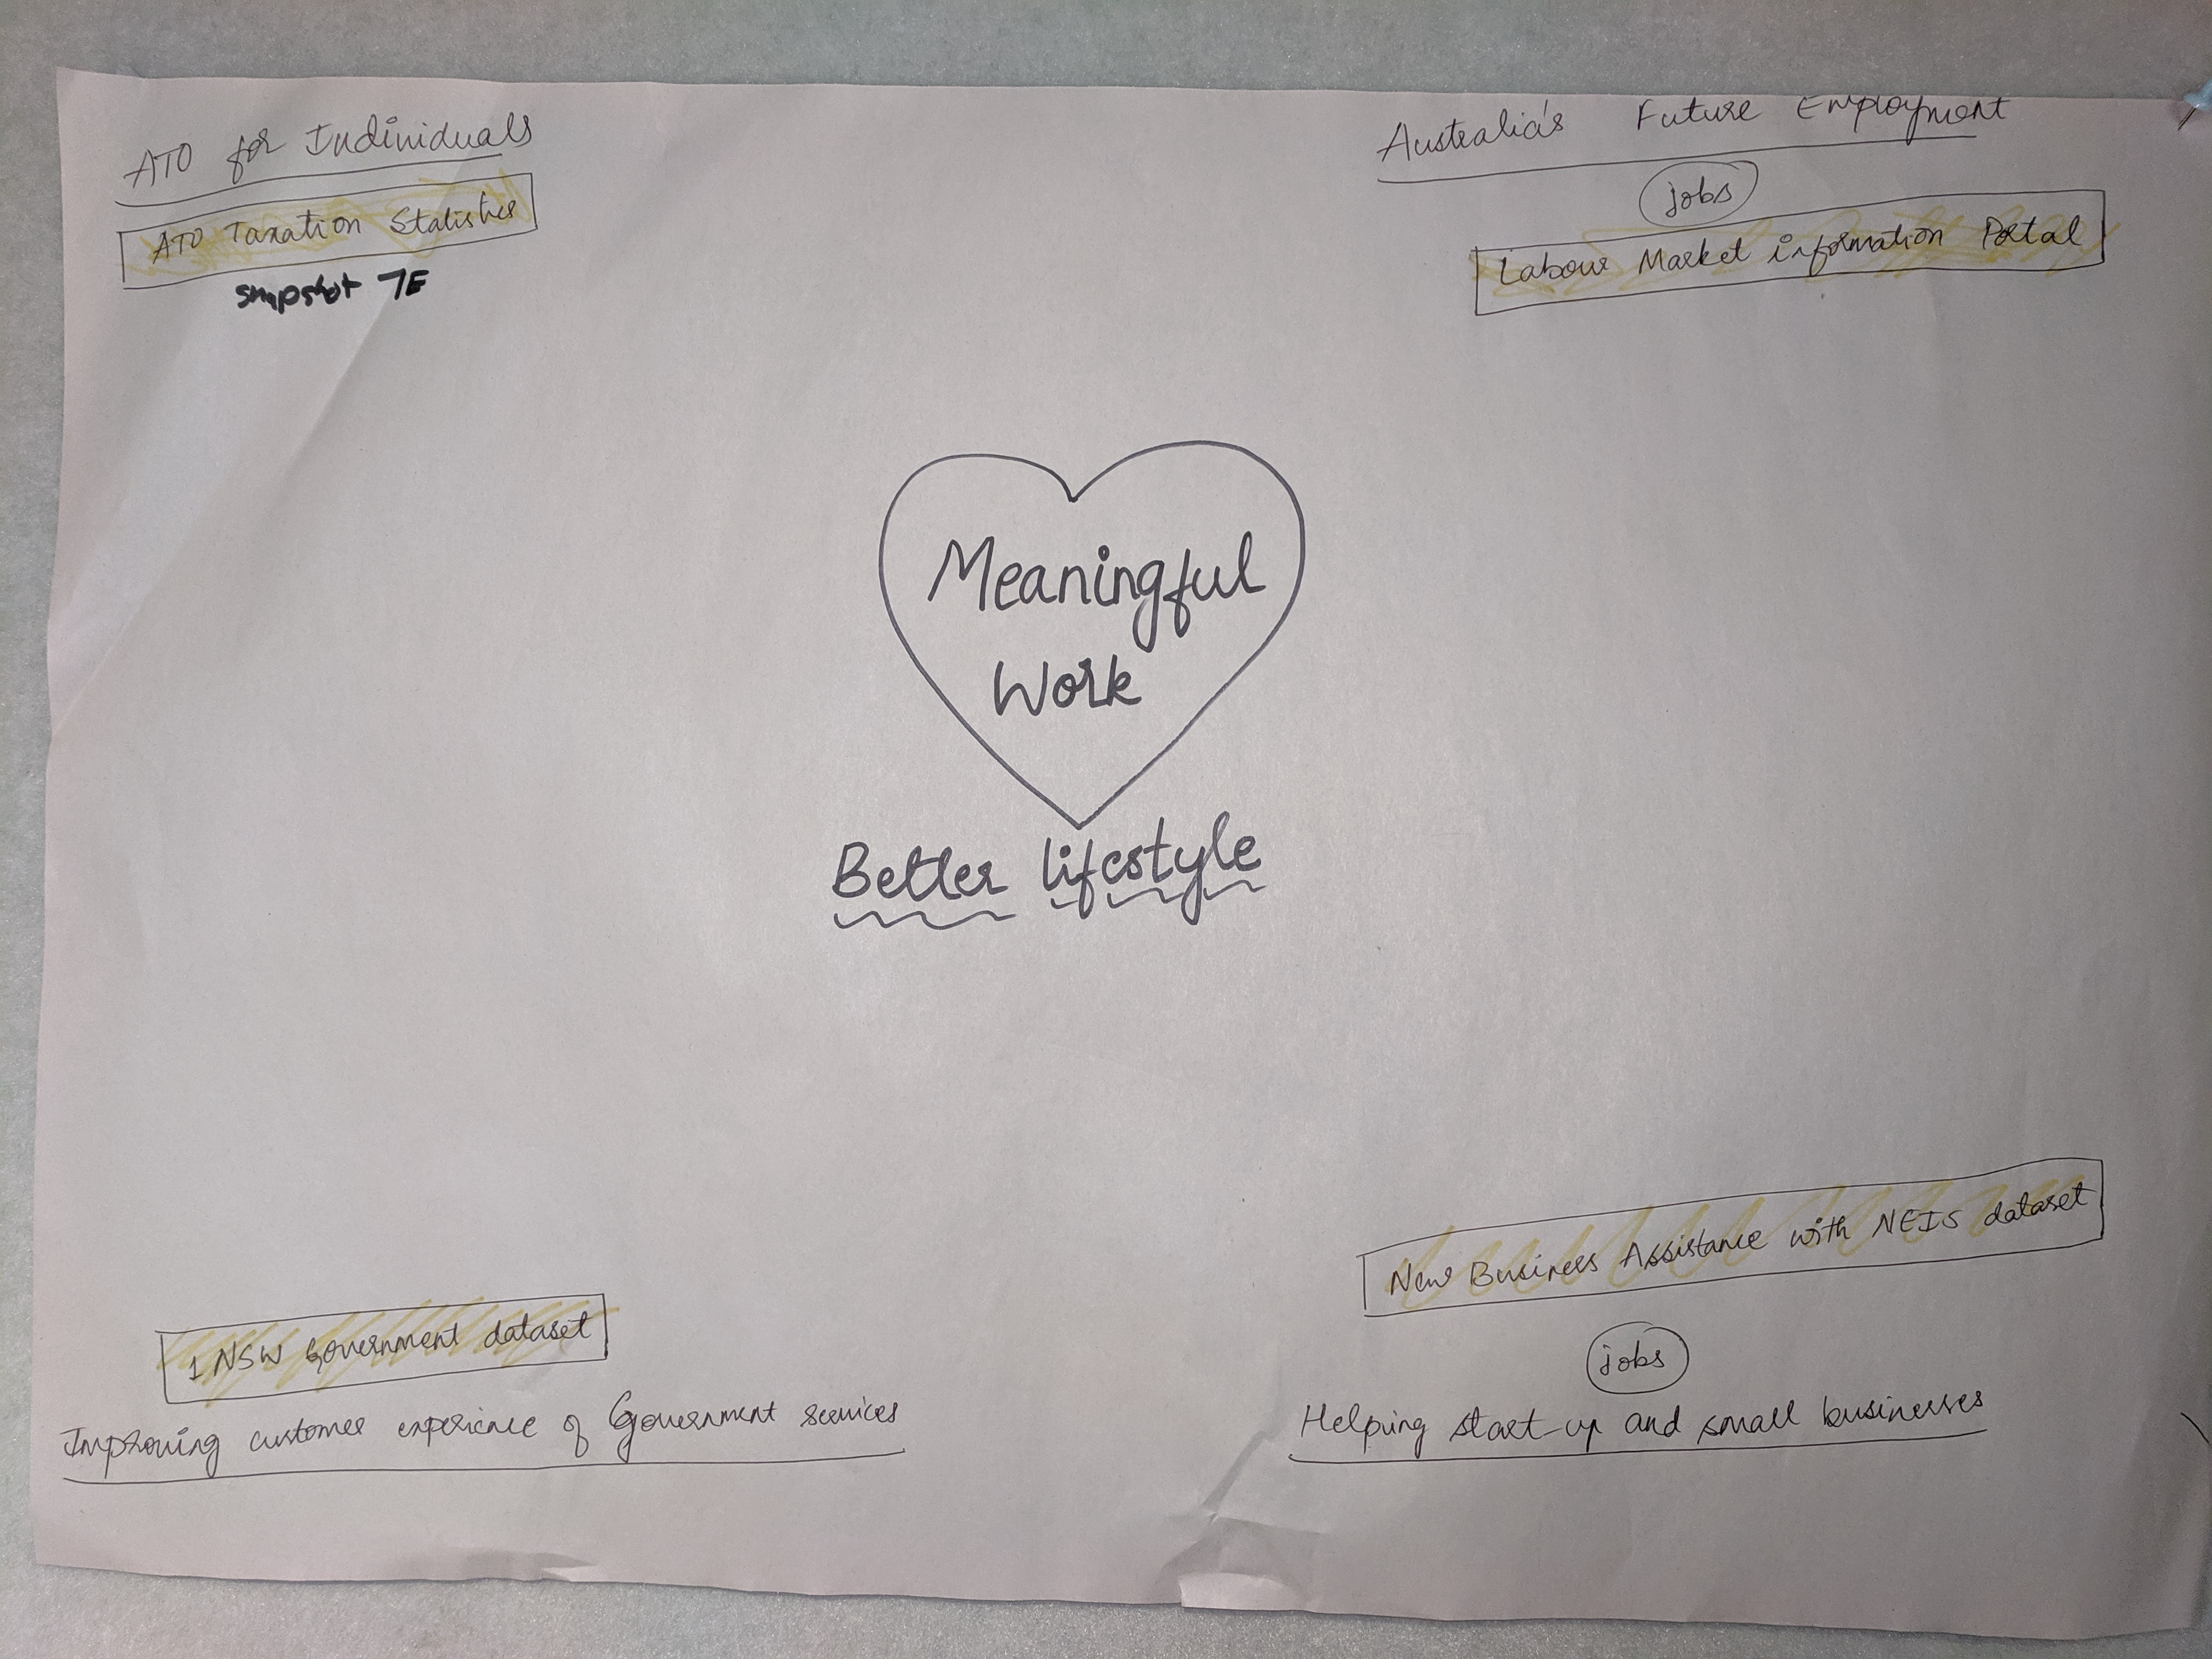 ATO for Individuals
ATO Taxation Statistics
snapshot 7E
Australia's Future Employment
jobs
Labour Market information Portal
Meaningful
Work
Better lifestyle
1 NSW Government dataset
Improving customer experience of Government services
New Business Assistance with NEIS dataset
jobs
Helping start-up and small businesses